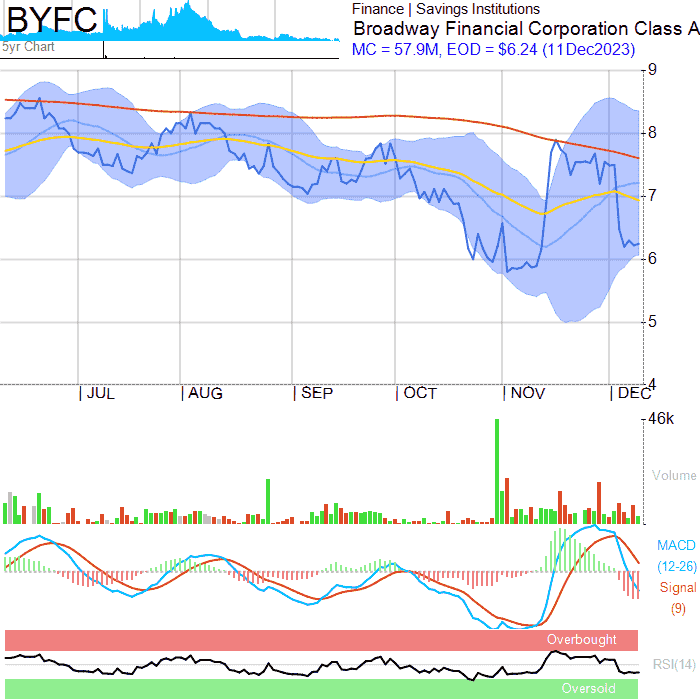 BYFC
5yr Chart
Finance | Savings Institutions
Broadway Financial Corporation Class A
MC = 57.9M, EOD = $6.24 (11Dec2023)
9
8
7
6
5
4
| JUL | AUG | SEP | OCT | NOV | DEC
46k
Volume
MACD
(12-26)
Signal
(9)
Overbought
RSI(14)
Oversold